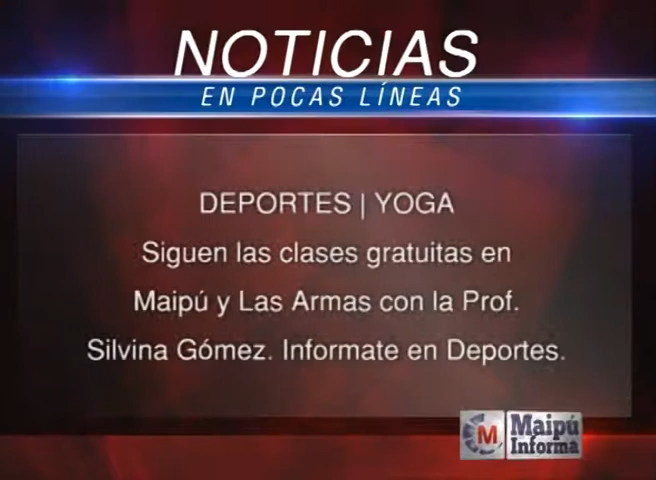 NOTICIAS
EN POCAS LÍNEAS
DEPORTES | YOGA
Siguen las clases gratuitas en
Maipú y Las Armas con la Prof.
Silvina Gómez. Informate en Deportes.
M Maipú
Informa